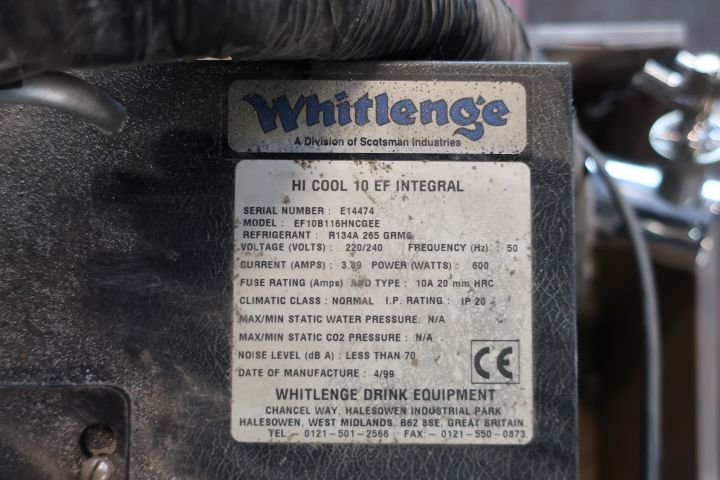 Whitlenge
A Division of Scotsman Industries
HI COOL 10 EF INTEGRAL
SERIAL NUMBER : E14474
MODEL : EF10B116HNCGEE
REFRIGERANT : R134A 265 GRMS
VOLTAGE (VOLTS) : 220/240 FREQUENCY (Hz) : 50
CURRENT (AMPS) : 3.89 POWER (WATTS) : 600
FUSE RATING (Amps) AND TYPE : 10A 20 mm HRC
CLIMATIC CLASS : NORMAL I.P. RATING : IP 20
MAX/MIN STATIC WATER PRESSURE: N/A
MAX/MIN STATIC CO2 PRESSURE : N/A
NOISE LEVEL (dB A) : LESS THAN 70
DATE OF MANUFACTURE : 4/99
CE
WHITLENGE DRINK EQUIPMENT
CHANCEL WAY, HALESOWEN INDUSTRIAL PARK
HALESOWEN, WEST MIDLANDS, B62 8SE, GREAT BRITAIN
TEL:- 0121-501-2566 FAX:- 0121-550-0873